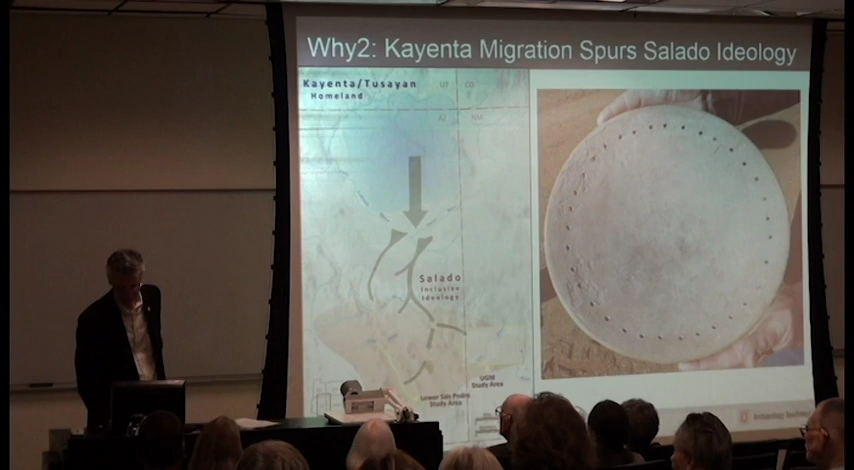 Why2: Kayenta Migration Spurs Salado Ideology
Kayenta/Tusayan
Homeland
UT
CO
AZ
NM
Salado
Inclusive
Ideology
UGM
Study Area
Lower San Pedro
Study Area
Archaeology